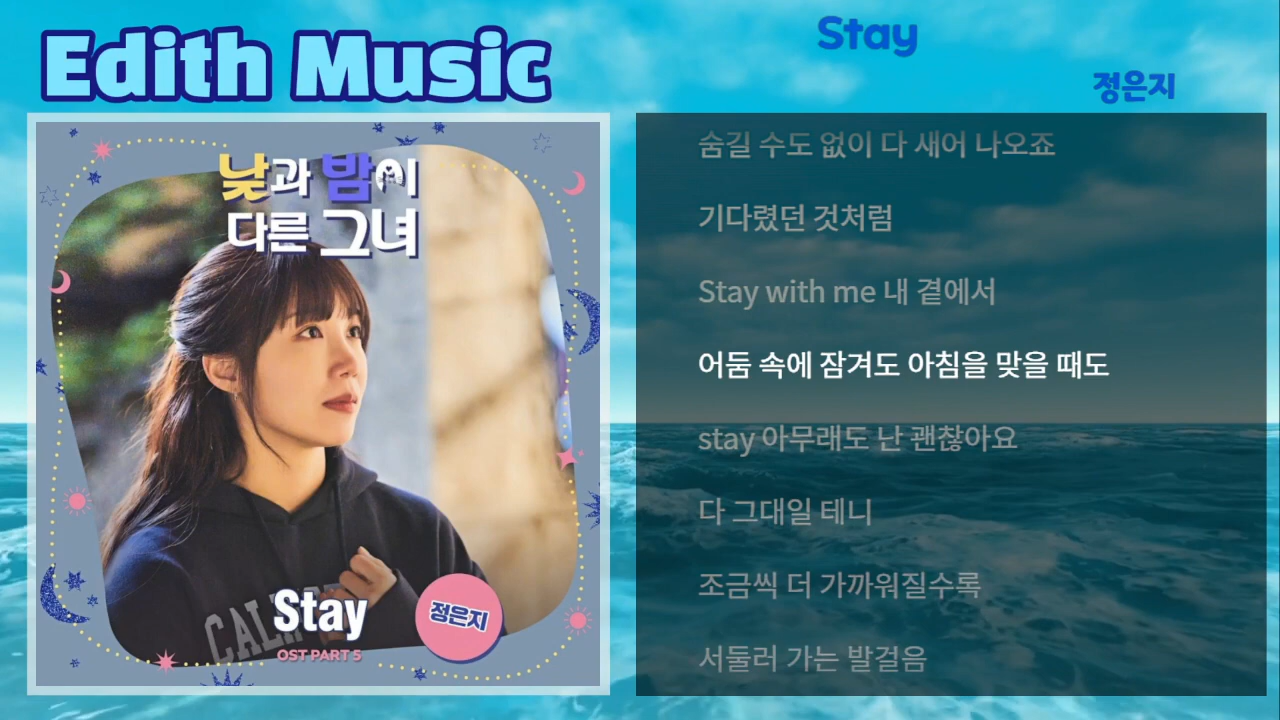 Edith Music
Stay
정은지
낮과 밤이
다른 그녀
Stay
OST PART 5
정은지
숨길 수도 없이 다 새어 나오죠
기다렸던 것처럼
Stay with me 내 곁에서
어둠 속에 잠겨도 아침을 맞을 때도
stay 아무래도 난 괜찮아요
다 그대일 테니
조금씩 더 가까워질수록
서둘러 가는 발걸음